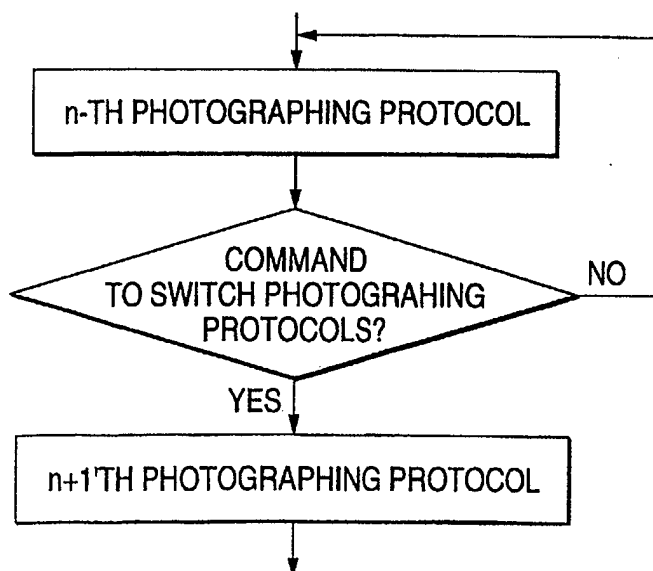 n-TH PHOTOGRAPHING PROTOCOL
COMMAND
TO SWITCH PHOTOGRAHING
PROTOCOLS?
NO
YES
n+1'TH PHOTOGRAPHING PROTOCOL